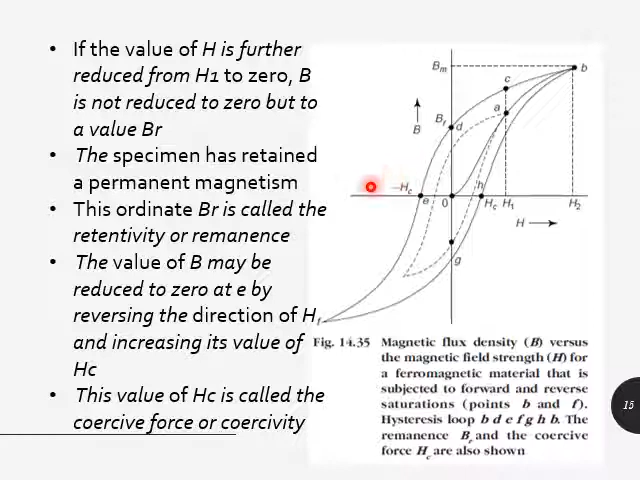 • If the value of H is further
reduced from H1 to zero, B
is not reduced to zero but to
a value Br
• The specimen has retained
a permanent magnetism
• This ordinate Br is called the
retentivity or remanence
• The value of B may be
reduced to zero at e by
reversing the direction of H,
and increasing its value of
Hc
• This value of Hc is called the
coercive force or coercivity
Bm
b
c
a
Br
d
B
–Hc
e
0
h
Hc
H1
H2
H
g
f
Fig. 14.35 Magnetic flux density (B) versus
the magnetic field strength (H) for
a ferromagnetic material that is
subjected to forward and reverse
saturations (points b and f).
Hysteresis loop b d e f g h b. The
remanence Br and the coercive
force Hc are also shown
15